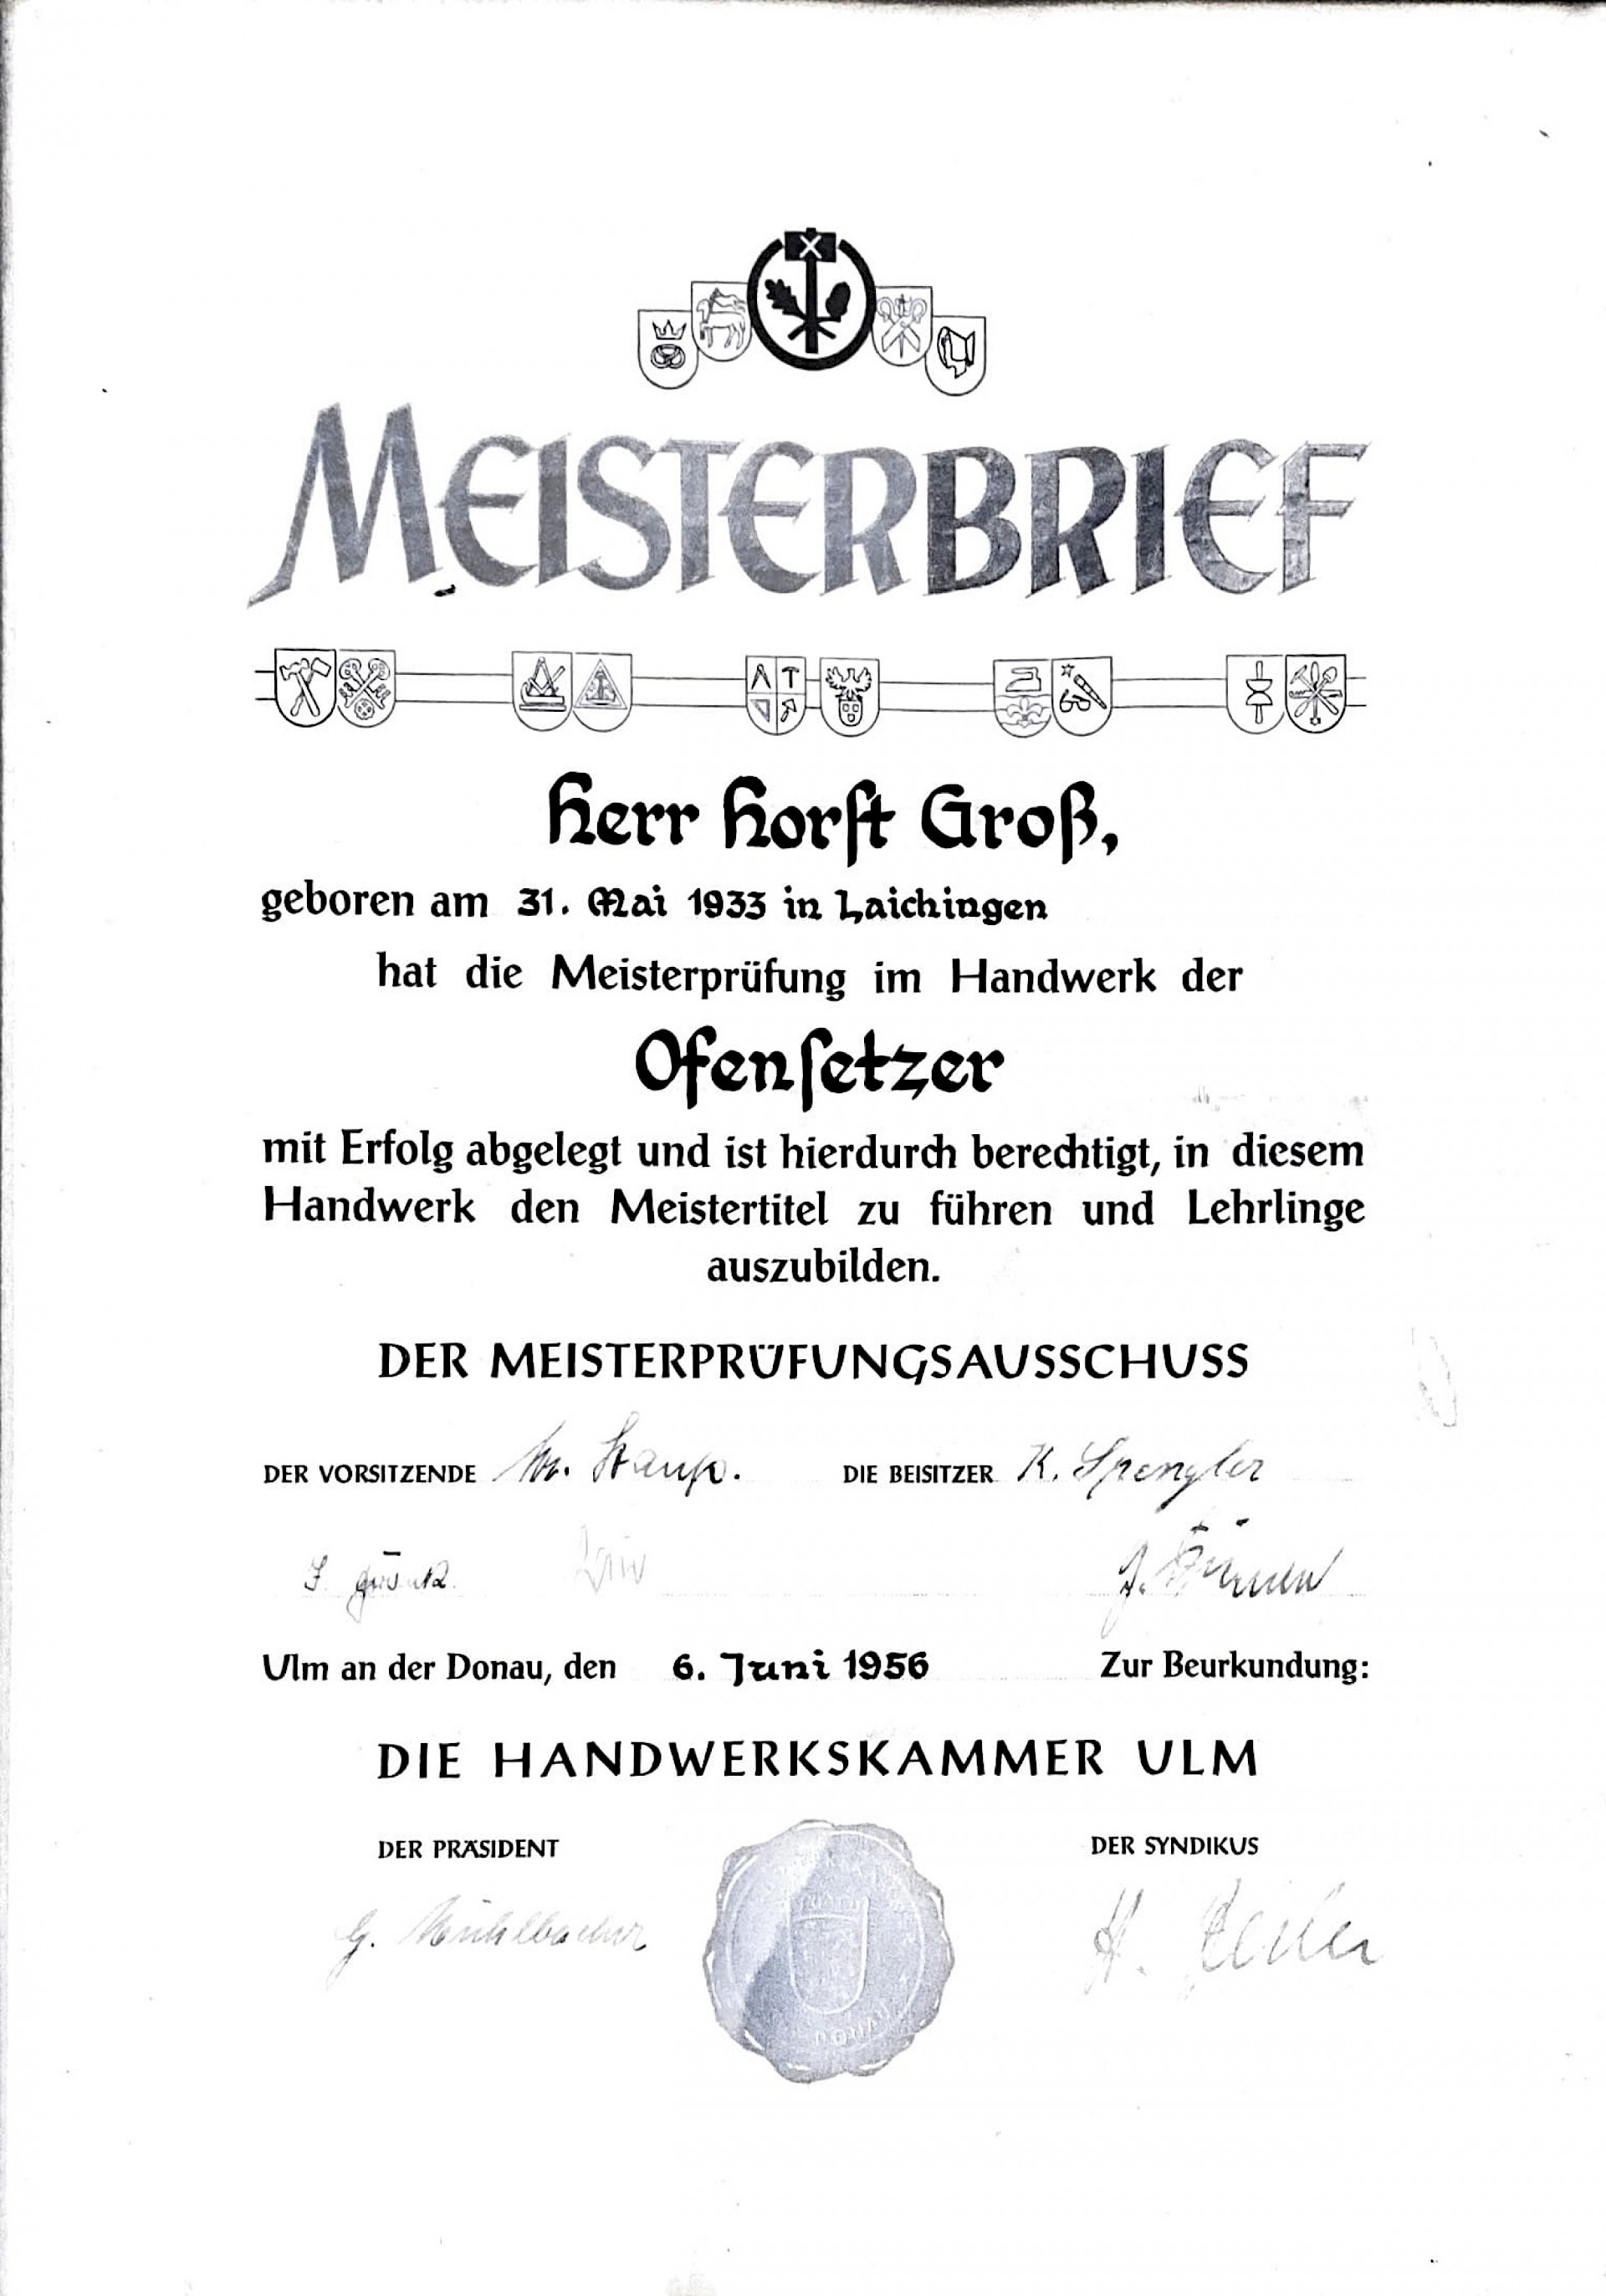 MEISTERBRIEF
Herr Horst Groß,
geboren am 31. Mai 1933 in Laichingen
hat die Meisterprüfung im Handwerk der
Ofensetzer
mit Erfolg abgelegt und ist hierdurch berechtigt, in diesem
Handwerk den Meistertitel zu führen und Lehrlinge
auszubilden.
DER MEISTERPRÜFUNGSAUSSCHUSS
DER VORSITZENDE DIE BEISITZER K. Spengler
Ulm an der Donau, den 6. Juni 1956 Zur Beurkundung:
DIE HANDWERKSKAMMER ULM
DER PRÄSIDENT DER SYNDIKUS